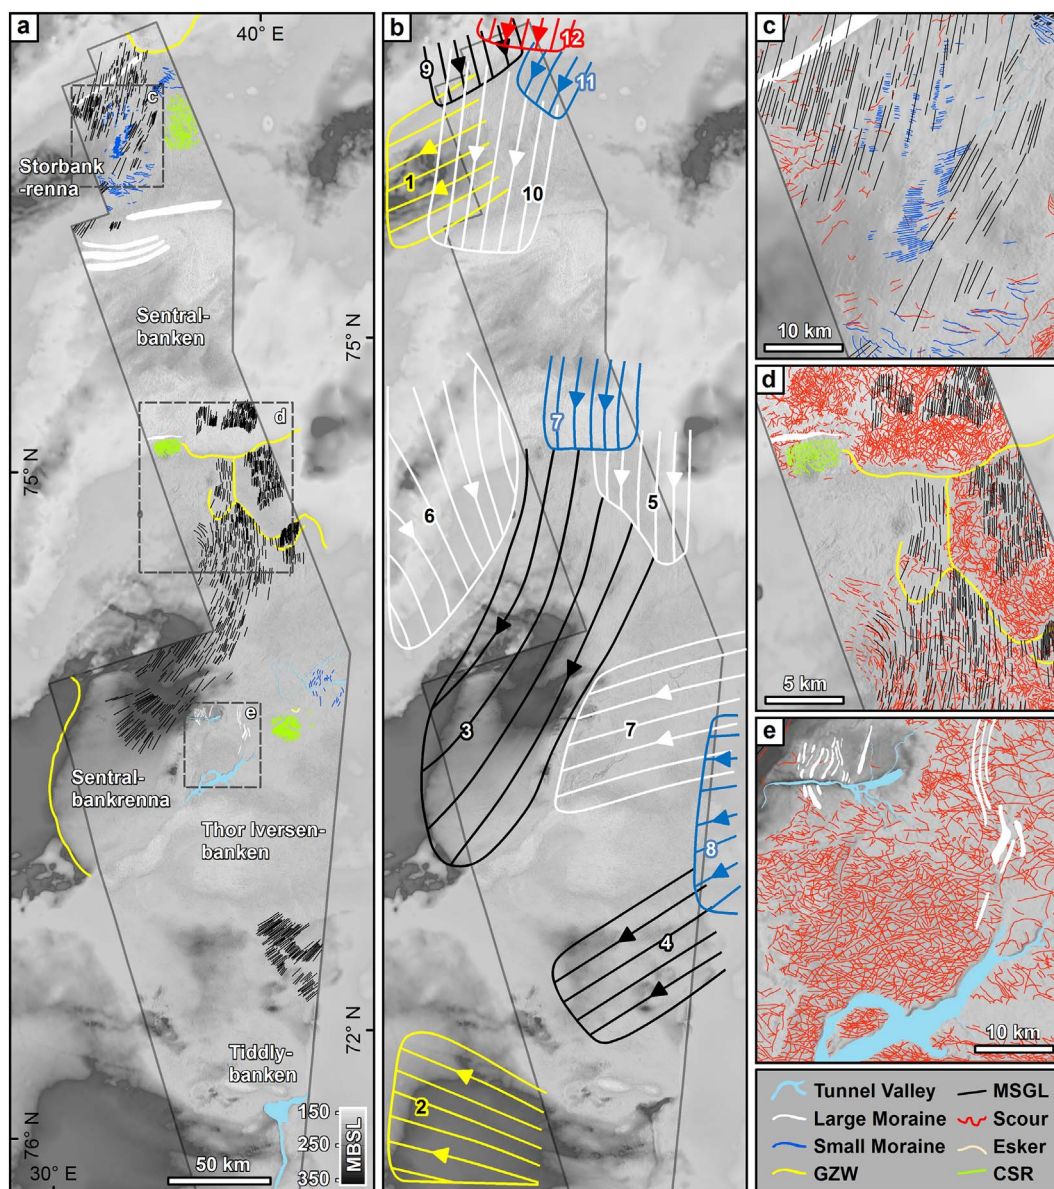 a
40° E
c
Storbank
-renna
Sentral-
banken
75° N
75° N
d
e
Sentral-
bankrenna
Thor Iversen-
banken
72° N
Tiddly-
banken
76° N
30° E
50 km
150
250
350
MBSL
b
12
9
11
1
10
7
6
5
3
7
8
4
2
c
10 km
d
5 km
e
10 km
Tunnel Valley
Large Moraine
Small Moraine
GZW
MSGL
Scour
Esker
CSR